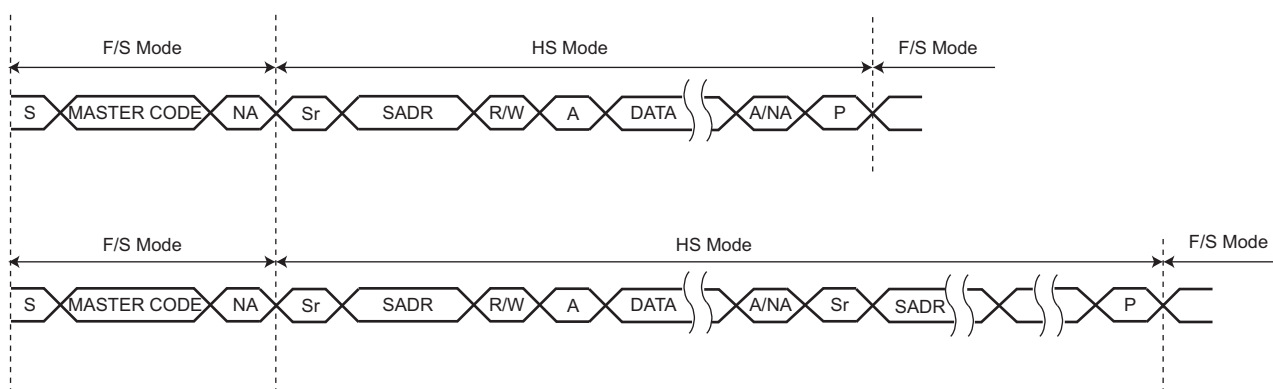 F/S Mode HS Mode F/S Mode
S MASTER CODE NA Sr SADR R/W A DATA A/NA P
F/S Mode HS Mode F/S Mode
S MASTER CODE NA Sr SADR R/W A DATA A/NA Sr SADR P